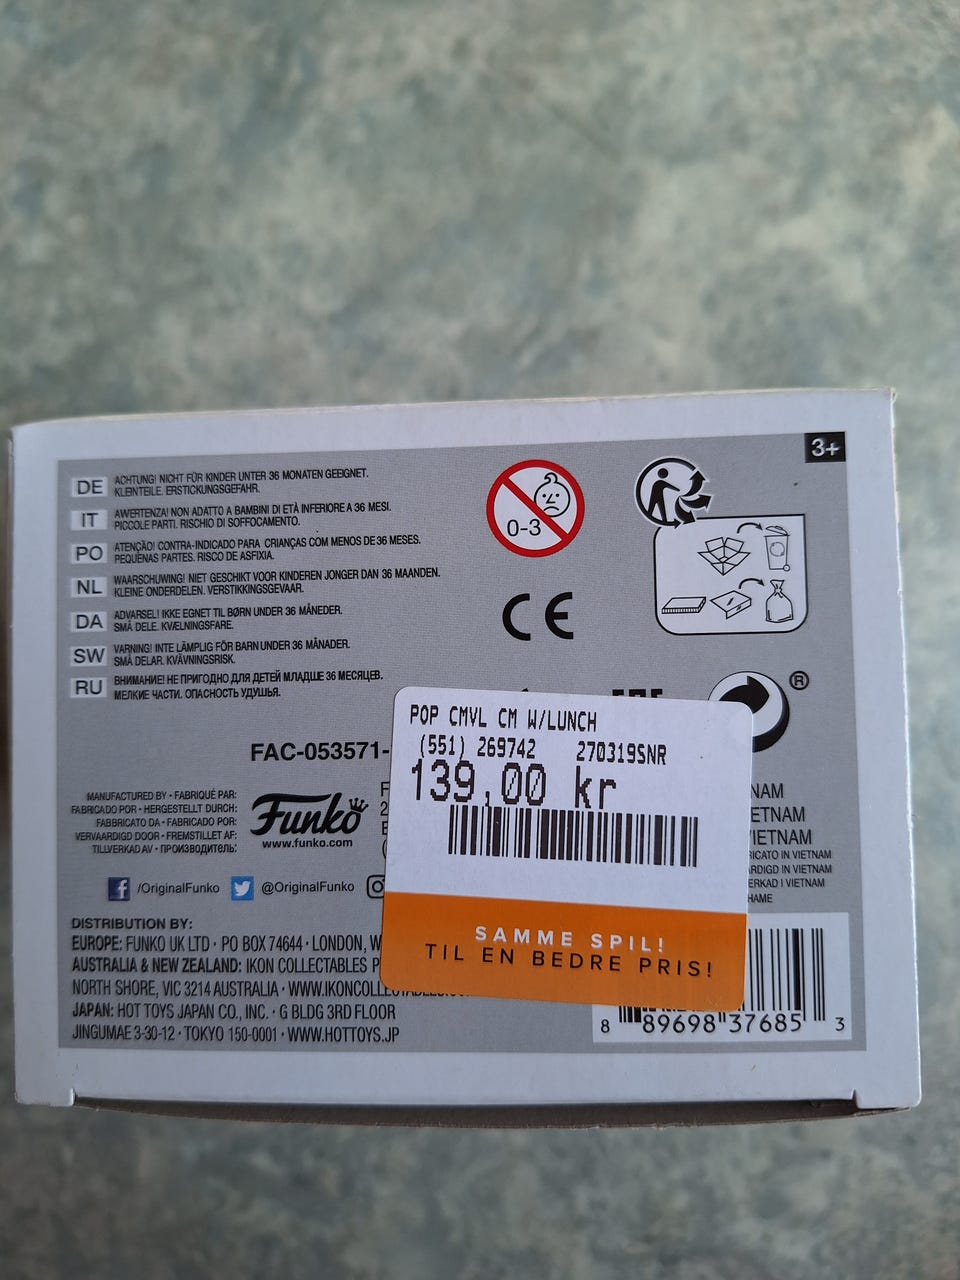 3+
DE ACHTUNG! NICHT FÜR KINDER UNTER 36 MONATEN GEEIGNET.
KLEINTEILE. ERSTICKUNGSGEFAHR.
IT AWERTENZA! NON ADATTO A BAMBINI DI ETÀ INFERIORE A 36 MESI.
PICCOLE PARTI. RISCHIO DI SOFFOCAMENTO.
PO ATENÇÃO! CONTRA-INDICADO PARA CRIANÇAS COM MENOS DE 36 MESES.
PEQUENAS PARTES. RISCO DE ASFIXIA.
NL WAARSCHUWING! NIET GESCHIKT VOOR KINDEREN JONGER DAN 36 MAANDEN.
KLEINE ONDERDELEN. VERSTIKKINGSGEVAAR.
DA ADVARSEL! IKKE EGNET TIL BØRN UNDER 36 MÅNEDER.
SMÅ DELE. KVÆLNINGSFARE.
SW VARNING! INTE LÄMPLIG FÖR BARN UNDER 36 MÅNADER.
SMÅ DELAR. KVÄVNINGSRISK.
RU ВНИМАНИЕ! НЕ ПРИГОДНО ДЛЯ ДЕТЕЙ МЛАДШЕ 36 МЕСЯЦЕВ.
МЕЛКИЕ ЧАСТИ. ОПАСНОСТЬ УДУШЬЯ.
0-3
CE
®
FAC-053571-
POP CMVL CM W/LUNCH
(551) 269742 270319SNR
139,00 kr
SAMME SPIL!
TIL EN BEDRE PRIS!
MANUFACTURED BY • FABRIQUÉ PAR:
FABRICADO POR • HERGESTELLT DURCH:
FABBRICATO DA • FABRICADO POR:
VERVAARDIGD DOOR • FREMSTILLET AF:
TILLVERKAD AV • ПРОИЗВОДИТЕЛЬ:
Funko
www.funko.com
NAM
ETNAM
IETNAM
RICATO IN VIETNAM
ARDIGD IN VIETNAM
ERKAD I VIETNAM
НАМЕ
/OriginalFunko @OriginalFunko
DISTRIBUTION BY:
EUROPE: FUNKO UK LTD • PO BOX 74644 • LONDON, W
AUSTRALIA & NEW ZEALAND: IKON COLLECTABLES P
NORTH SHORE, VIC 3214 AUSTRALIA • WWW.IKONCOLLECTABLES.
JAPAN: HOT TOYS JAPAN CO., INC. • G BLDG 3RD FLOOR
JINGUMAE 3-30-12 • TOKYO 150-0001 • WWW.HOTTOYS.JP
8 89698 37685 3